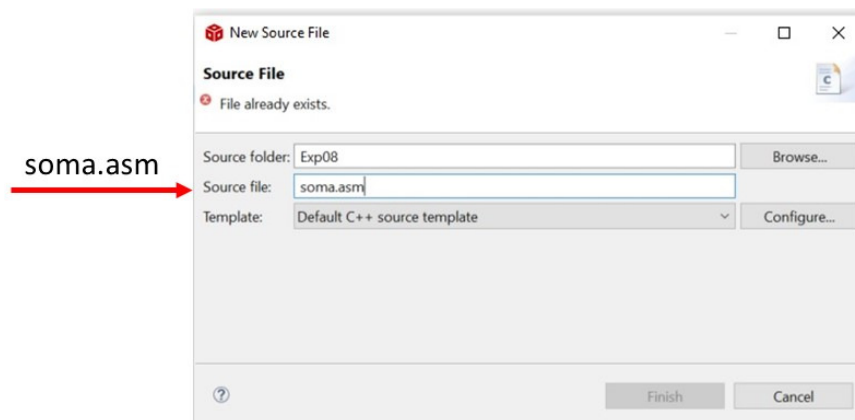 New Source File
Source File
File already exists.
soma.asm
Source folder: Exp08 Browse...
Source file: soma.asm
Template: Default C++ source template Configure...
C
?
Finish Cancel